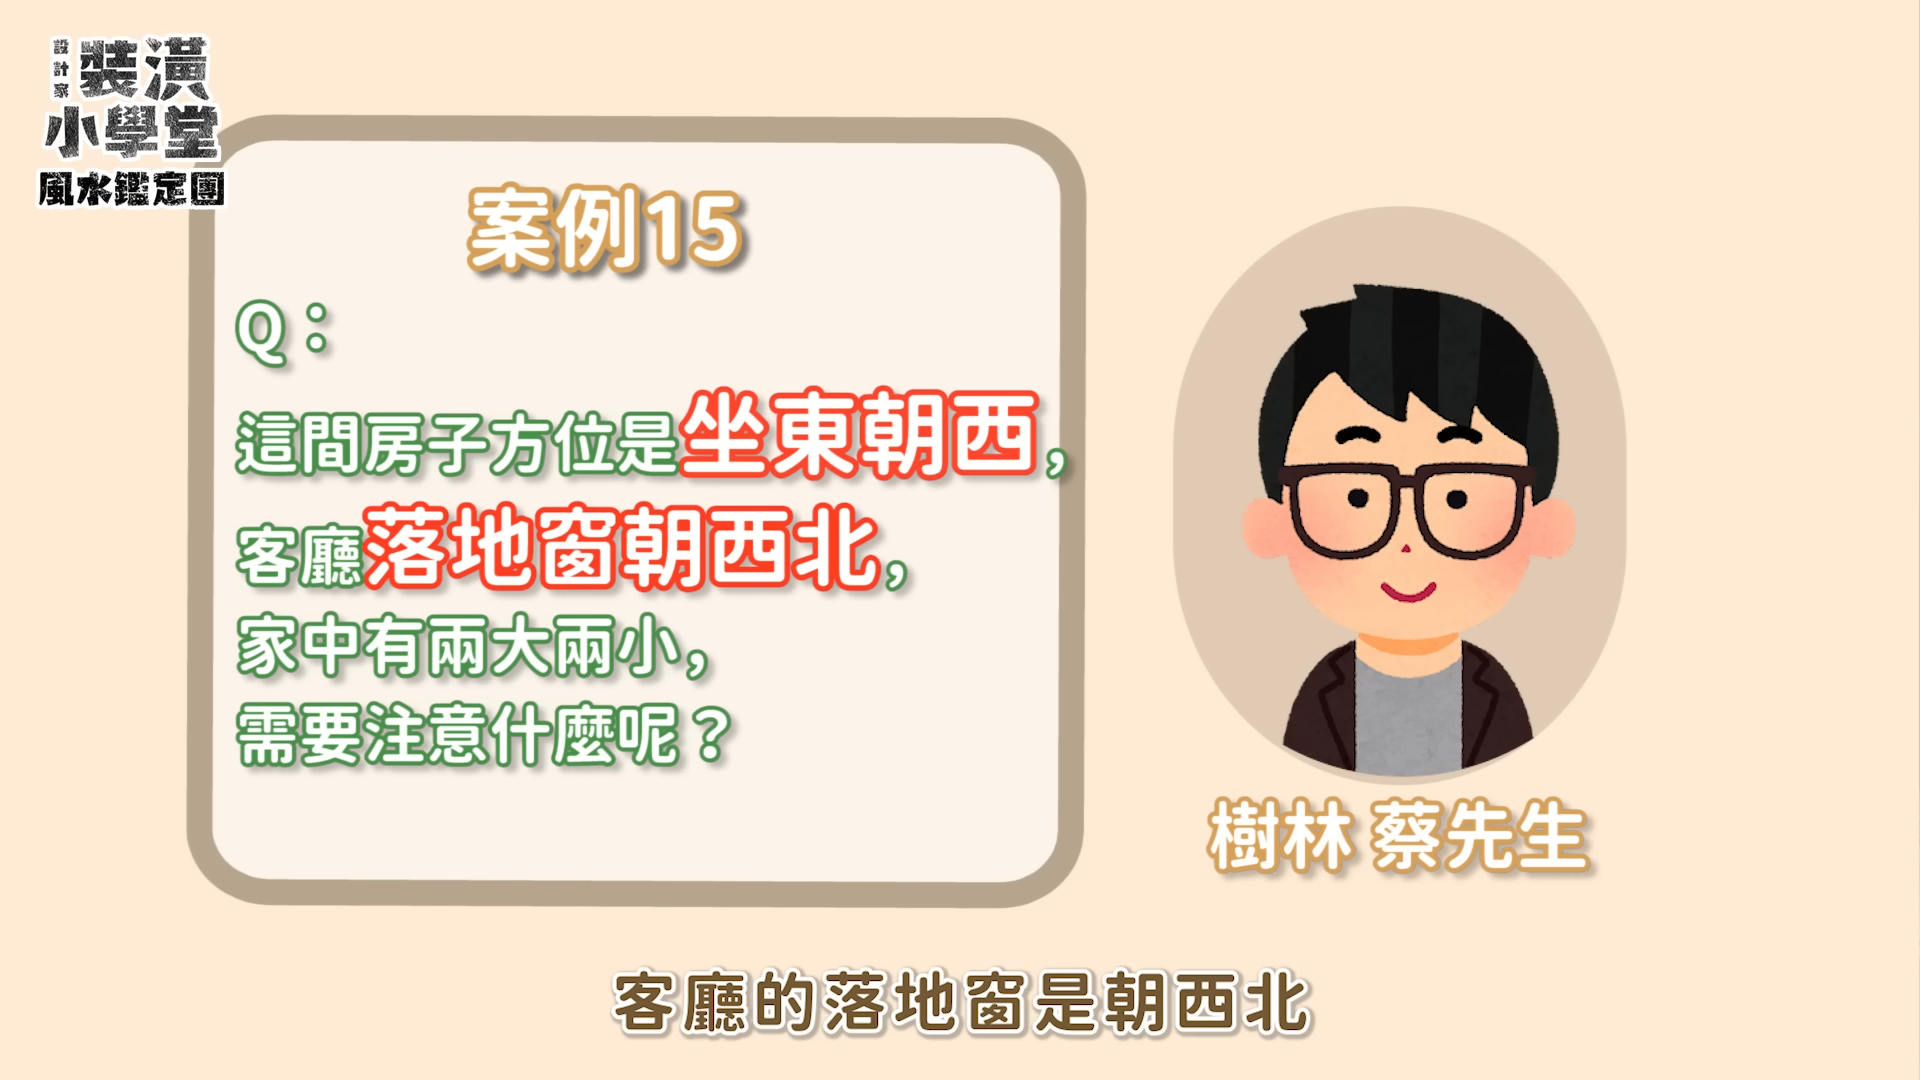 設計家
裝潢
小學堂
風水鑑定團
案例15
Q：
這間房子方位是坐東朝西，
客廳落地窗朝西北，
家中有兩大兩小，
需要注意什麼呢？
樹林 蔡先生
客廳的落地窗是朝西北